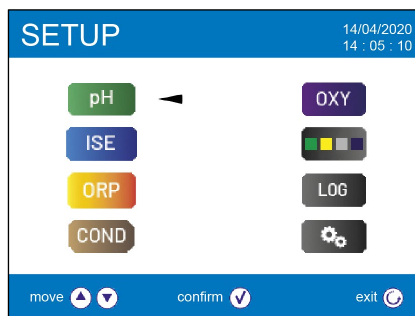 SETUP
14/04/2020
14 : 05 : 10
pH
OXY
ISE
ORP
LOG
COND
move
confirm
exit